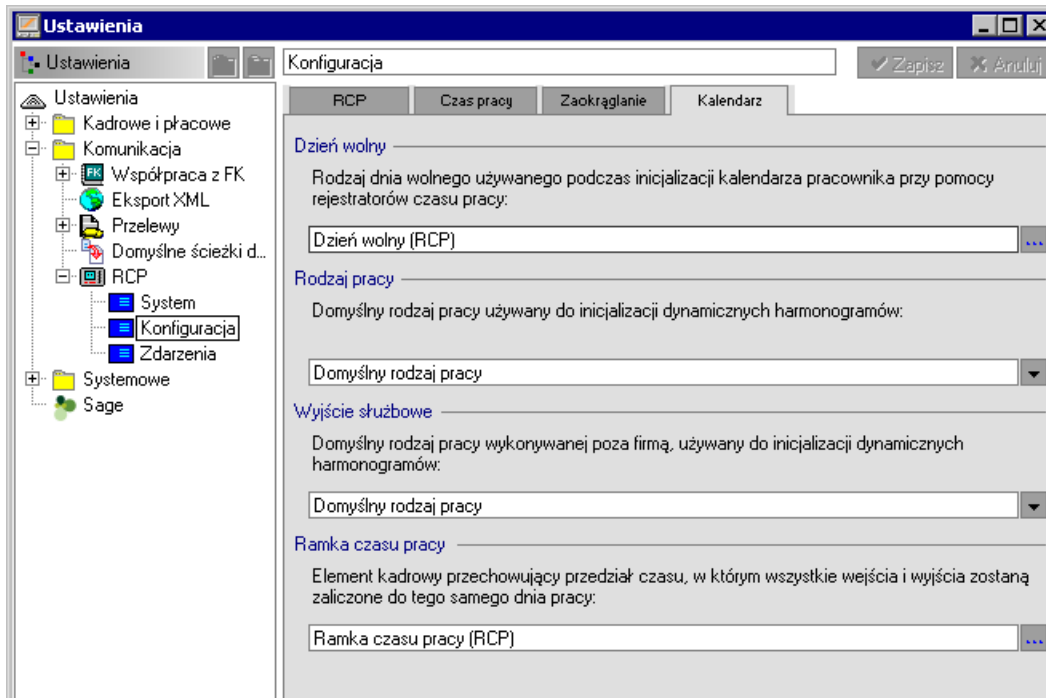 Ustawienia
Ustawienia
Konfiguracja
Zapisz
Anuluj
Ustawienia
Kadrowe i płacowe
Komunikacja
FK
Współpraca z FK
Eksport XML
Przelewy
Domyślne ścieżki d...
RCP
System
Konfiguracja
Zdarzenia
Systemowe
Sage
RCP
Czas pracy
Zaokrąglanie
Kalendarz
Dzień wolny
Rodzaj dnia wolnego używanego podczas inicjalizacji kalendarza pracownika przy pomocy
rejestratorów czasu pracy:
Dzień wolny (RCP)
...
Rodzaj pracy
Domyślny rodzaj pracy używany do inicjalizacji dynamicznych harmonogramów:
Domyślny rodzaj pracy
Wyjście służbowe
Domyślny rodzaj pracy wykonywanej poza firmą, używany do inicjalizacji dynamicznych
harmonogramów:
Domyślny rodzaj pracy
Ramka czasu pracy
Element kadrowy przechowujący przedział czasu, w którym wszystkie wejścia i wyjścia zostaną
zaliczone do tego samego dnia pracy:
Ramka czasu pracy (RCP)
...